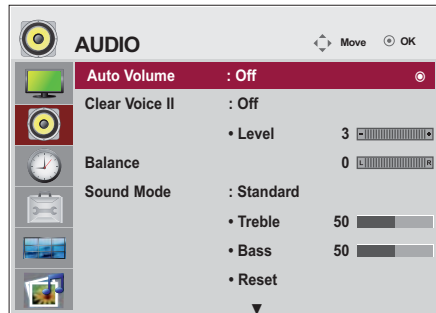 AUDIO
Move OK
Auto Volume : Off
Clear Voice II : Off
• Level 3 - +
Balance 0 L R
Sound Mode : Standard
• Treble 50
• Bass 50
• Reset
▼